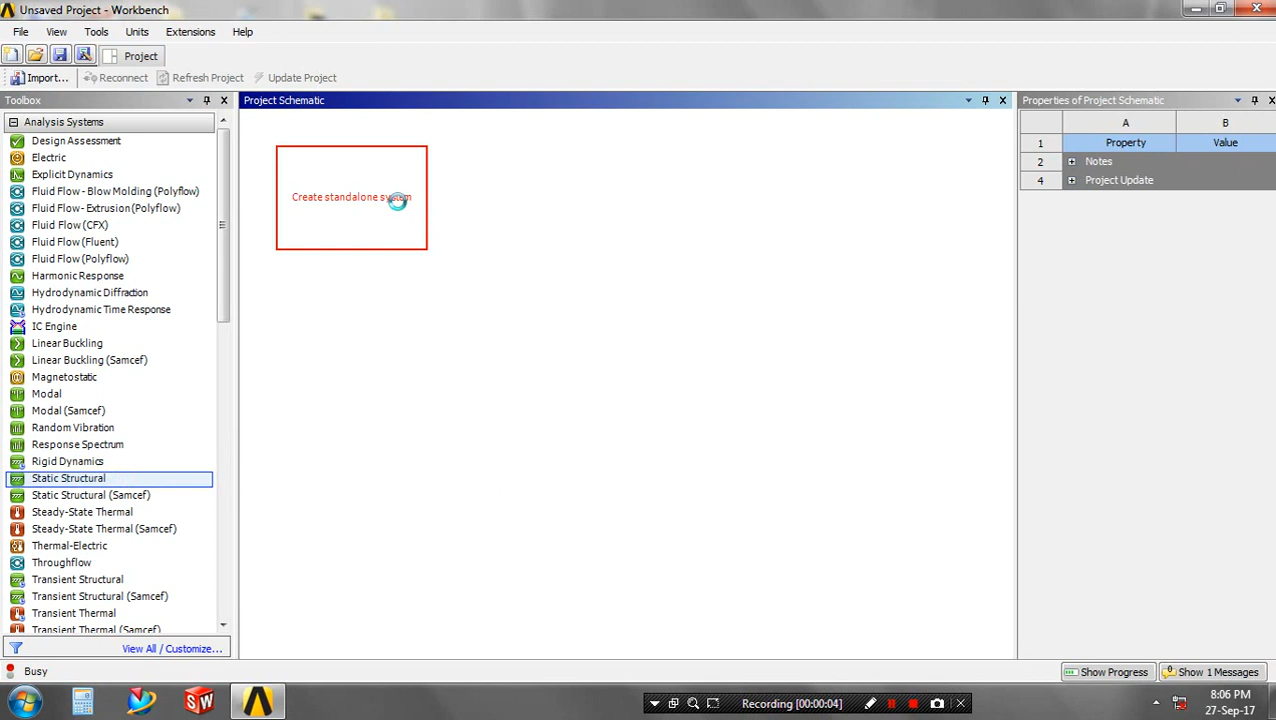 Unsaved Project - Workbench
File View Tools Units Extensions Help
Project
Import... Reconnect Refresh Project Update Project
Toolbox
Analysis Systems
Design Assessment
Electric
Explicit Dynamics
Fluid Flow - Blow Molding (Polyflow)
Fluid Flow - Extrusion (Polyflow)
Fluid Flow (CFX)
Fluid Flow (Fluent)
Fluid Flow (Polyflow)
Harmonic Response
Hydrodynamic Diffraction
Hydrodynamic Time Response
IC Engine
Linear Buckling
Linear Buckling (Samcef)
Magnetostatic
Modal
Modal (Samcef)
Random Vibration
Response Spectrum
Rigid Dynamics
Static Structural
Static Structural (Samcef)
Steady-State Thermal
Steady-State Thermal (Samcef)
Thermal-Electric
Throughflow
Transient Structural
Transient Structural (Samcef)
Transient Thermal
Transient Thermal (Samcef)
View All / Customize...
Project Schematic
Create standalone system
Properties of Project Schematic
A B
1 Property Value
2 Notes
4 Project Update
Busy
Show Progress Show 1 Messages
SW
Recording [00:00:04]
8:06 PM
27-Sep-17